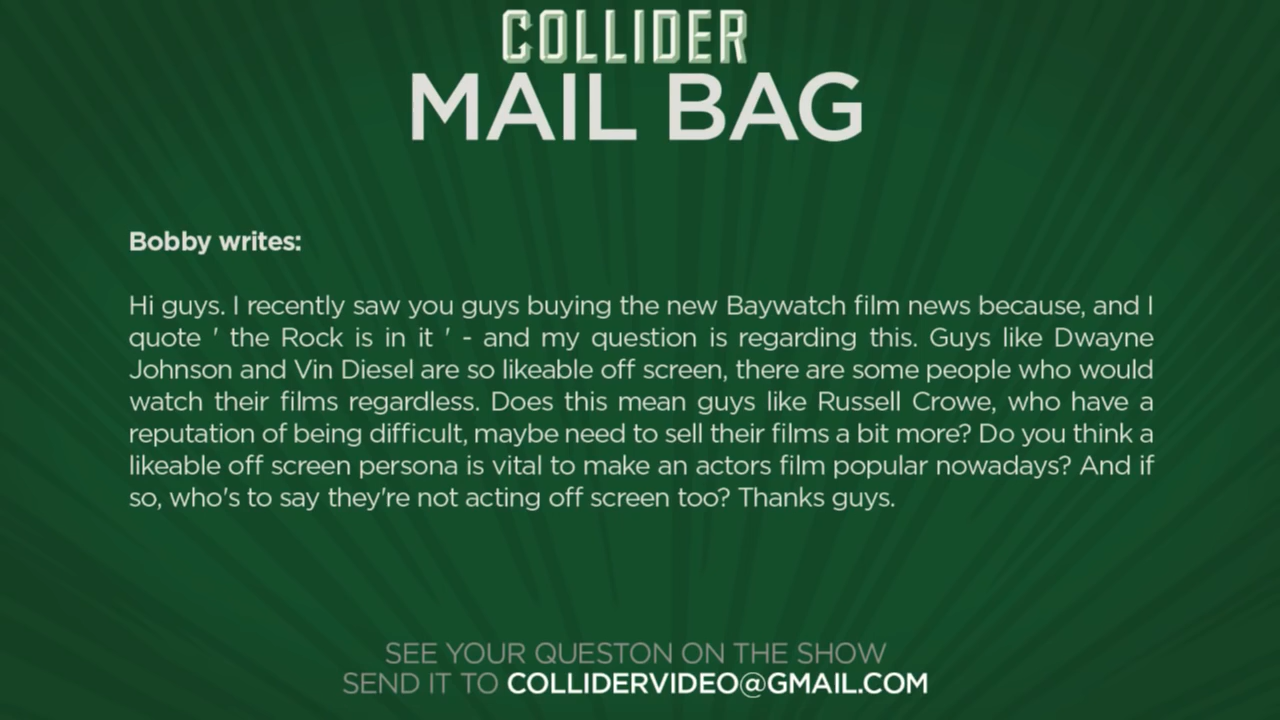 COLLIDER
MAIL BAG
Bobby writes:
Hi guys. I recently saw you guys buying the new Baywatch film news because, and I
quote ' the Rock is in it ' - and my question is regarding this. Guys like Dwayne
Johnson and Vin Diesel are so likeable off screen, there are some people who would
watch their films regardless. Does this mean guys like Russell Crowe, who have a
reputation of being difficult, maybe need to sell their films a bit more? Do you think a
likeable off screen persona is vital to make an actors film popular nowadays? And if
so, who's to say they're not acting off screen too? Thanks guys.
SEE YOUR QUESTON ON THE SHOW
SEND IT TO COLLIDERVIDEO@GMAIL.COM